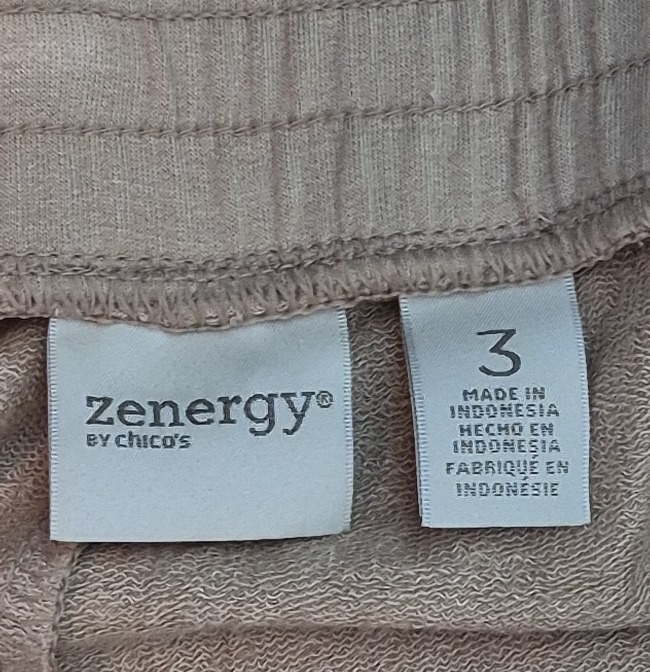 zenergy®
BY chico's
3
MADE IN
INDONESIA
HECHO EN
INDONESIA
FABRIQUÉ EN
INDONÉSIE